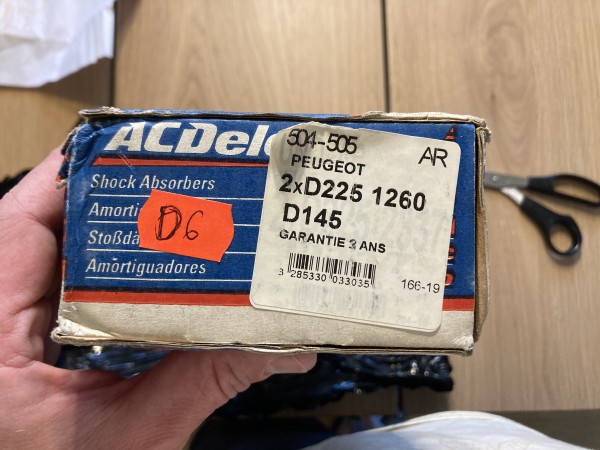 ACDel
504-505
AR
PEUGEOT
2xD225 1260
D145
GARANTIE 2 ANS
3 285330 033035
166-19
Shock Absorbers
Amorti
Stoßdä
Amortiguadores
D6